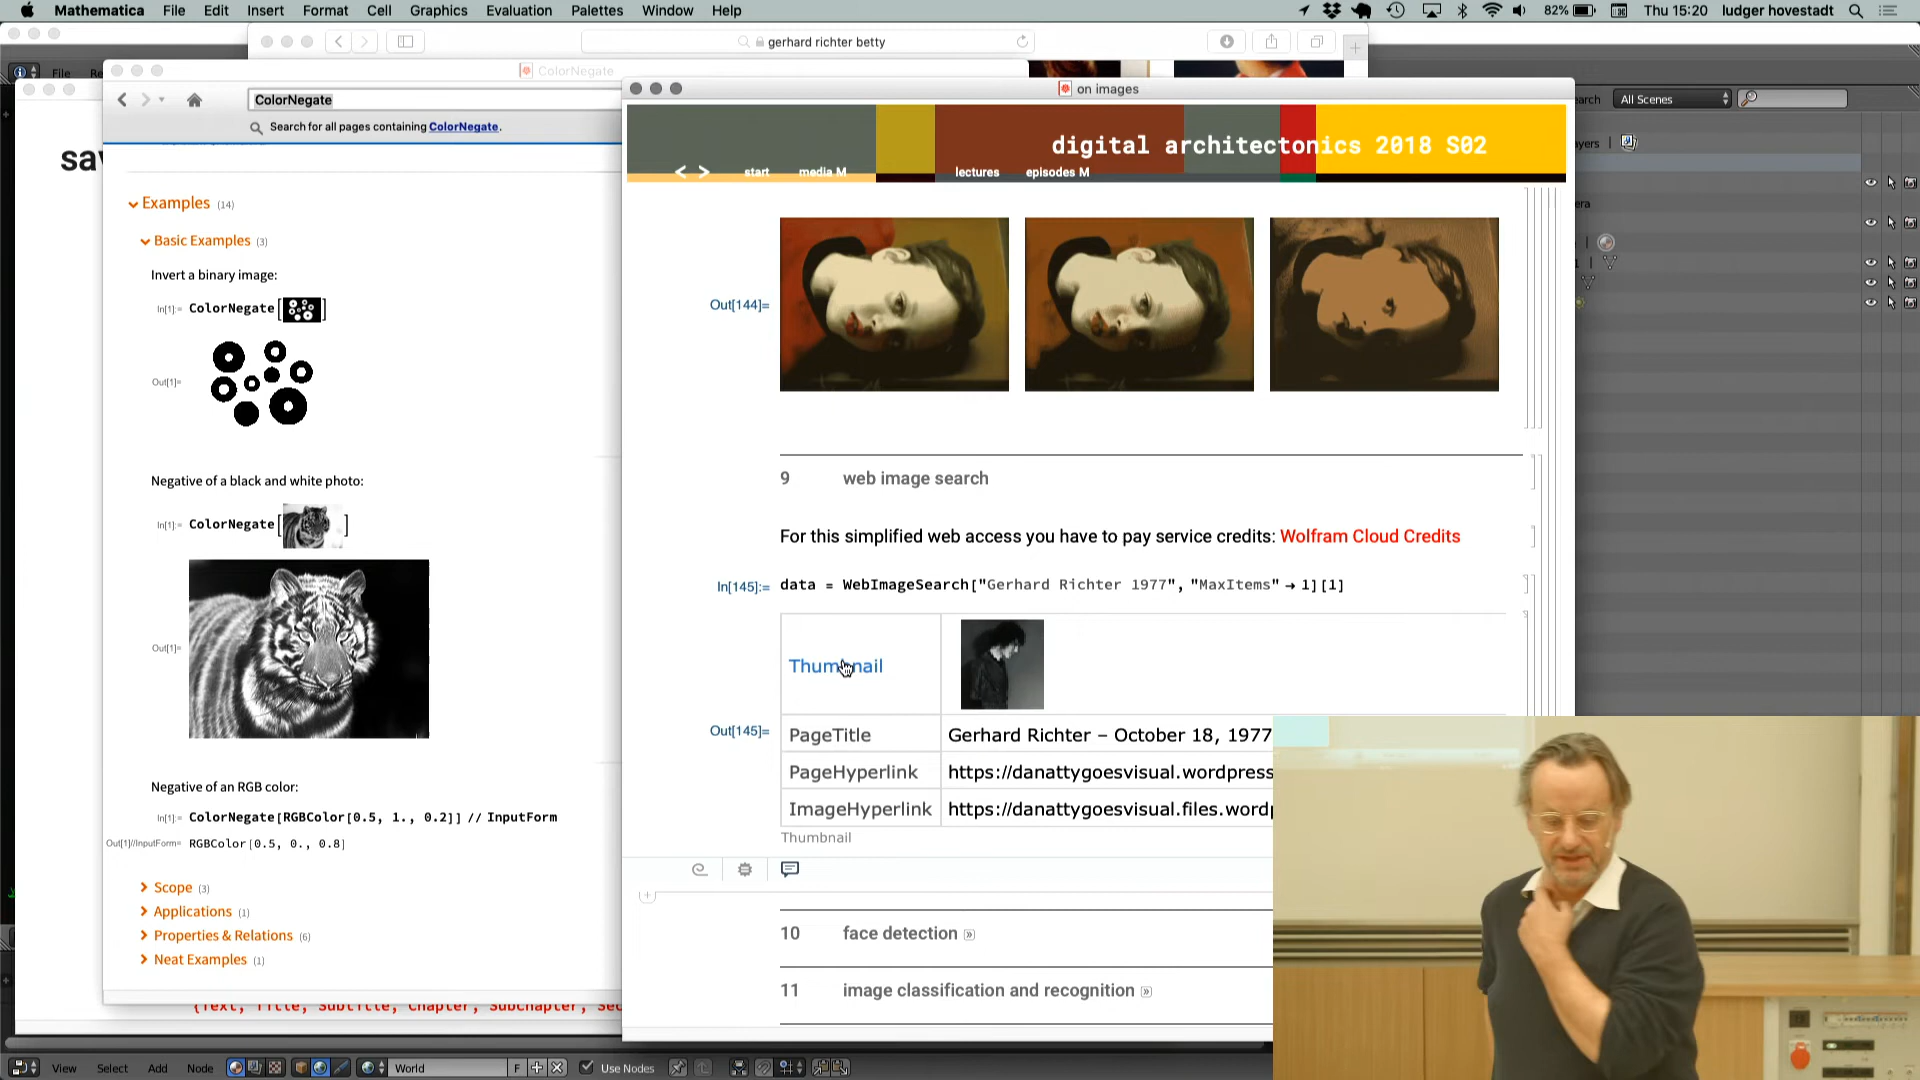 Mathematica File Edit Insert Format Cell Graphics Evaluation Palettes Window Help
82% Thu 15:20 ludger hovestadt
gerhard richter betty
File
ColorNegate
on images
ColorNegate
Search for all pages containing ColorNegate.
All Scenes
digital architectonics 2018 S02
< > start media M lectures episodes M
Examples (14)
Basic Examples (3)
Invert a binary image:
In[1]:= ColorNegate[ ]
Out[1]=
Negative of a black and white photo:
In[1]:= ColorNegate[ ]
Out[1]=
Negative of an RGB color:
In[1]:= ColorNegate[RGBColor[0.5, 1., 0.2]] // InputForm
Out[1]//InputForm= RGBColor[0.5, 0., 0.8]
Scope (3)
Applications (1)
Properties & Relations (6)
Neat Examples (1)
{Text, Title, Subtitle, Chapter, Subchapter, Sec
Out[144]=
9 web image search
For this simplified web access you have to pay service credits: Wolfram Cloud Credits
In[145]:= data = WebImageSearch["Gerhard Richter 1977", "MaxItems" → 1][1]
Thumbnail
Out[145]=
PageTitle Gerhard Richter – October 18, 1977
PageHyperlink https://danattygoesvisual.wordpress
ImageHyperlink https://danattygoesvisual.files.wordp
Thumbnail
10 face detection
11 image classification and recognition
View Select Add Node World F Use Nodes